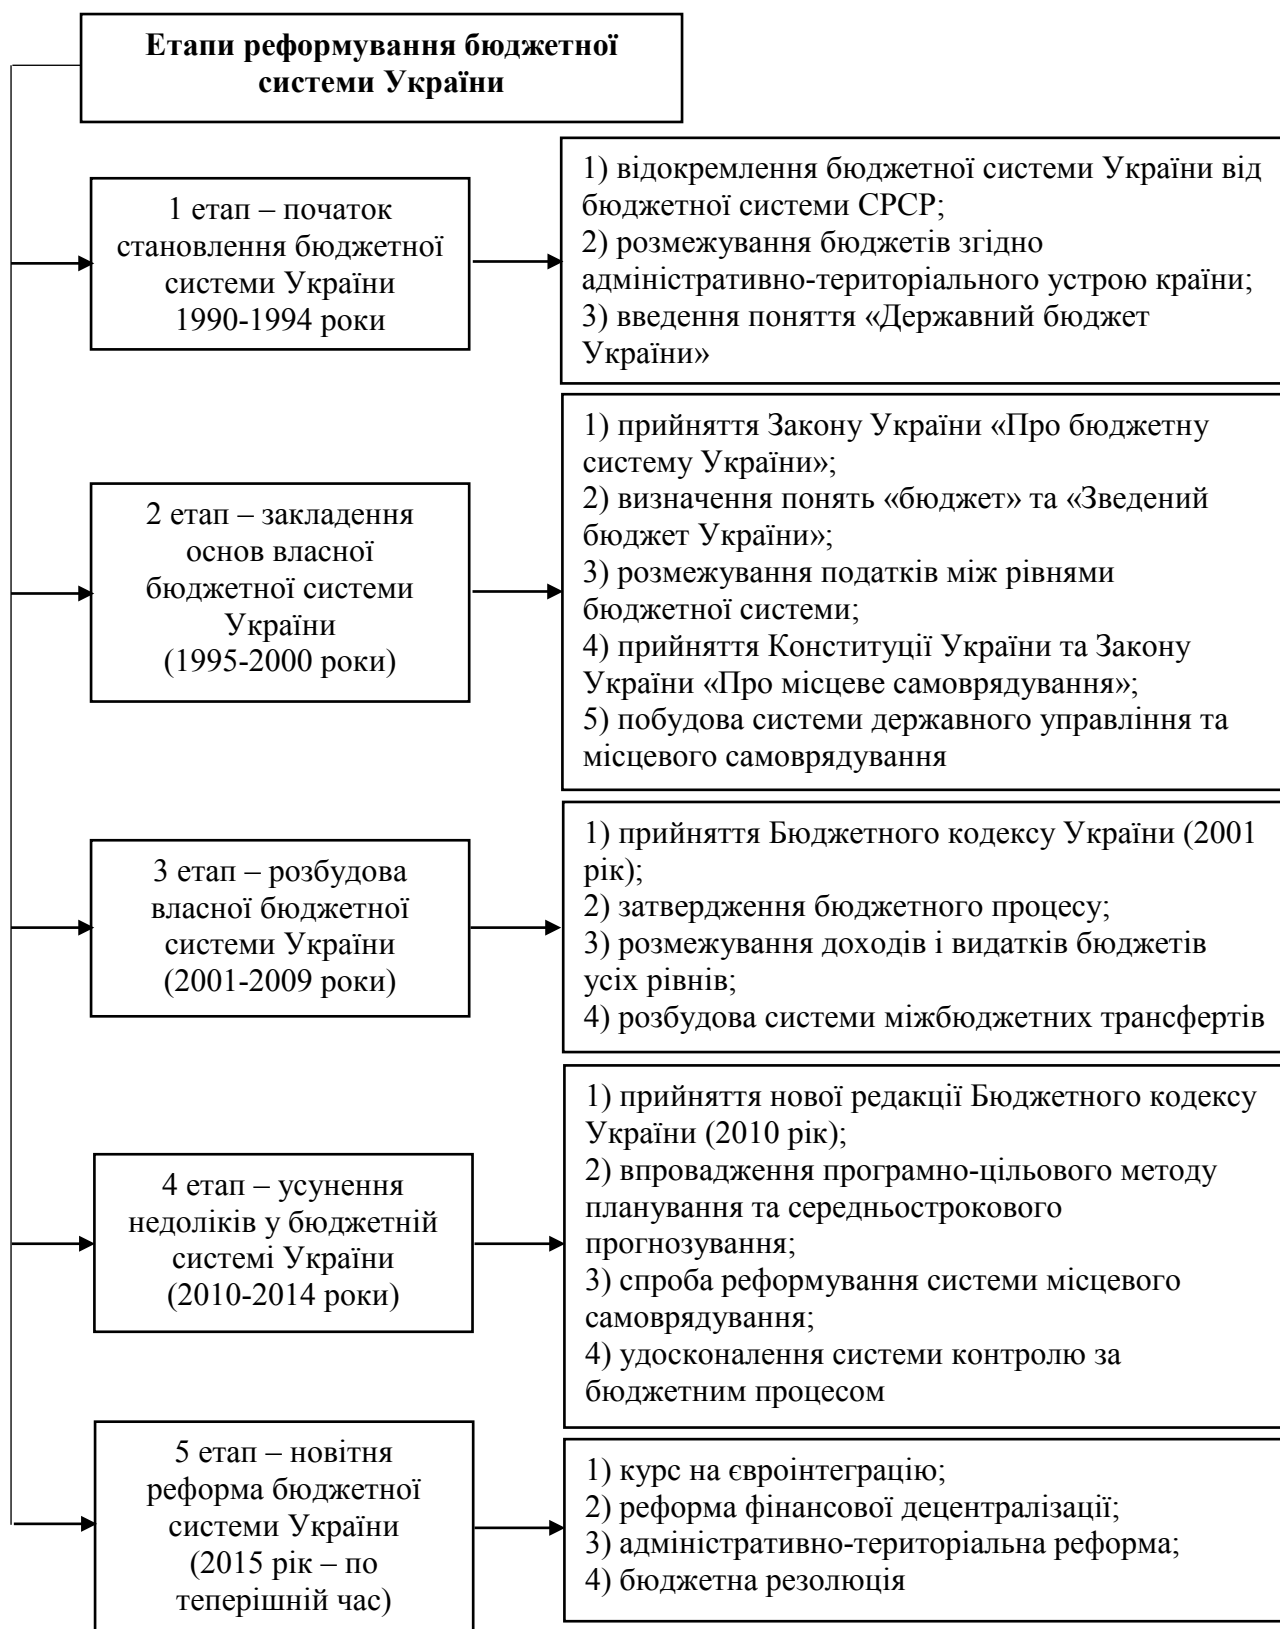 Етапи реформування бюджетної
системи України
1 етап – початок
становлення бюджетної
системи України
1990-1994 роки
1) відокремлення бюджетної системи України від
бюджетної системи СРСР;
2) розмежування бюджетів згідно
адміністративно-територіального устрою країни;
3) введення поняття «Державний бюджет
України»
2 етап – закладення
основ власної
бюджетної системи
України
(1995-2000 роки)
1) прийняття Закону України «Про бюджетну
систему України»;
2) визначення понять «бюджет» та «Зведений
бюджет України»;
3) розмежування податків між рівнями
бюджетної системи;
4) прийняття Конституції України та Закону
України «Про місцеве самоврядування»;
5) побудова системи державного управління та
місцевого самоврядування
3 етап – розбудова
власної бюджетної
системи України
(2001-2009 роки)
1) прийняття Бюджетного кодексу України (2001
рік);
2) затвердження бюджетного процесу;
3) розмежування доходів і видатків бюджетів
усіх рівнів;
4) розбудова системи міжбюджетних трансфертів
4 етап – усунення
недоліків у бюджетній
системі України
(2010-2014 роки)
1) прийняття нової редакції Бюджетного кодексу
України (2010 рік);
2) впровадження програмно-цільового методу
планування та середньострокового
прогнозування;
3) спроба реформування системи місцевого
самоврядування;
4) удосконалення системи контролю за
бюджетним процесом
5 етап – новітня
реформа бюджетної
системи України
(2015 рік – по
теперішній час)
1) курс на євроінтеграцію;
2) реформа фінансової децентралізації;
3) адміністративно-територіальна реформа;
4) бюджетна резолюція